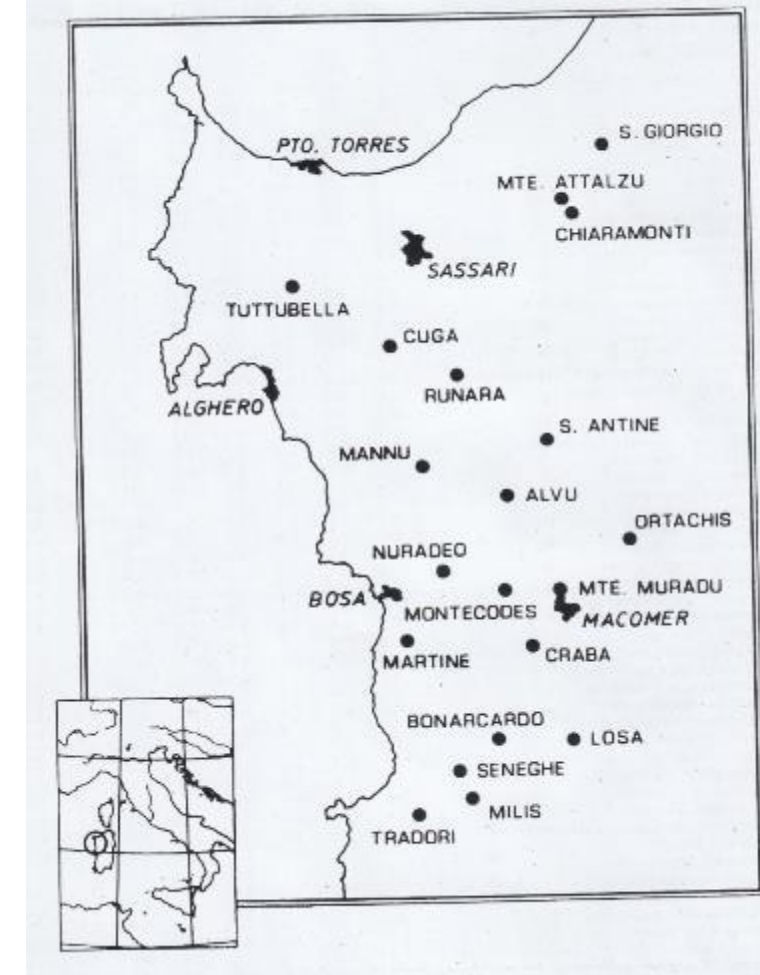 S. GIORGIO
PTO. TORRES
MTE. ATTALZU
CHIARAMONTI
SASSARI
TUTTUBELLA
CUGA
RUNARA
ALGHERO
S. ANTINE
MANNU
ALVU
ORTACHIS
NURADEO
BOSA
MTE. MURADU
MONTECODES
MACOMER
MARTINE
CRABA
BONARCARDO
LOSA
SENEGHE
MILIS
TRADORI